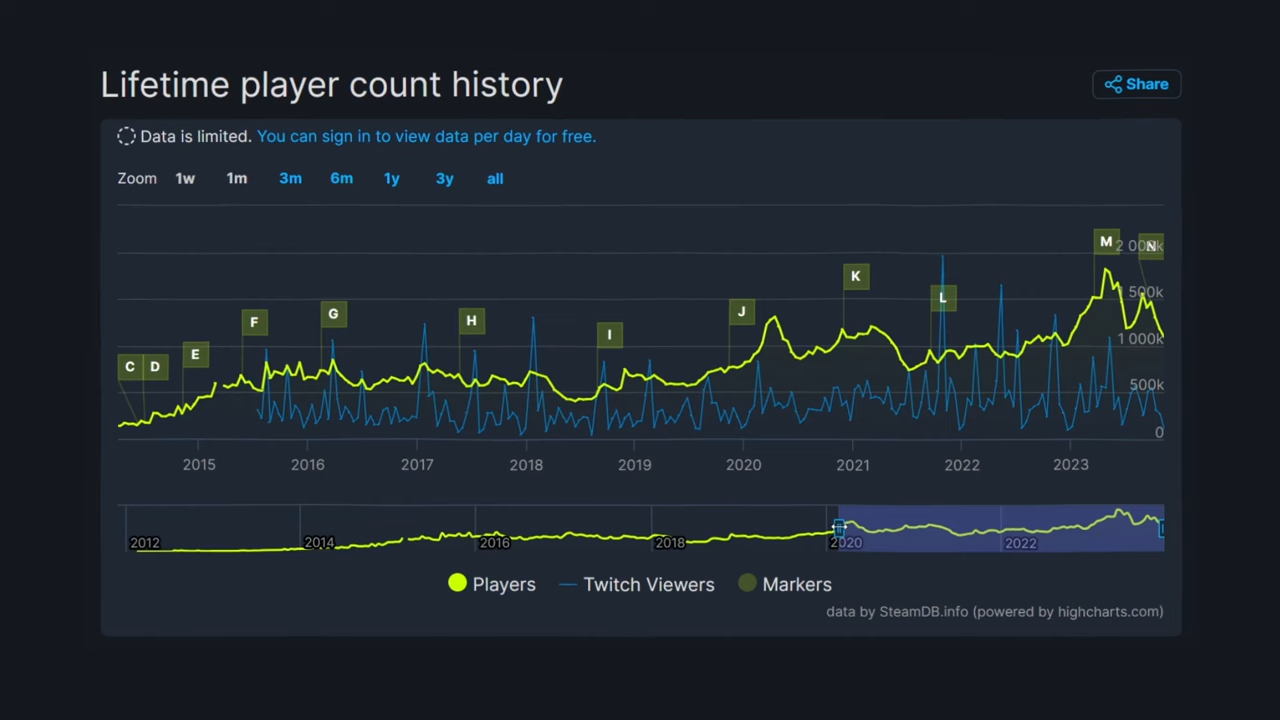 Lifetime player count history
Share
Data is limited. You can sign in to view data per day for free.
Zoom 1w 1m 3m 6m 1y 3y all
M N 2 000k
K
L 1 500k
J
G
F H
I 1 000k
E
C D
500k
0
2015 2016 2017 2018 2019 2020 2021 2022 2023
2012 2014 2016 2018 2020 2022
Players Twitch Viewers Markers
data by SteamDB.info (powered by highcharts.com)